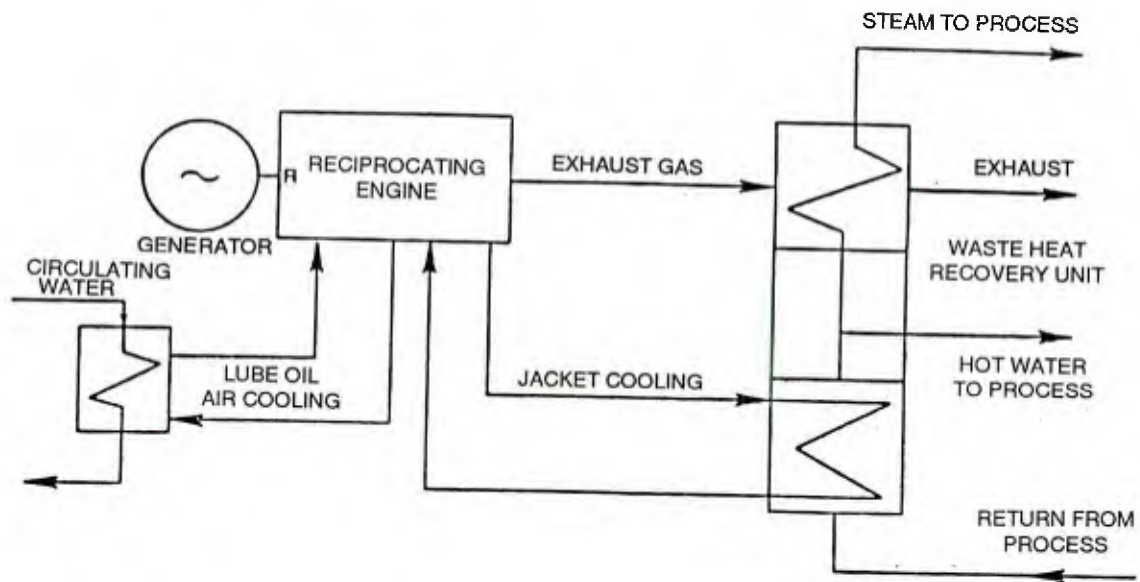 STEAM TO PROCESS
RECIPROCATING
ENGINE
EXHAUST GAS
EXHAUST
R
~
GENERATOR
WASTE HEAT
RECOVERY UNIT
CIRCULATING
WATER
LUBE OIL
AIR COOLING
JACKET COOLING
HOT WATER
TO PROCESS
RETURN FROM
PROCESS